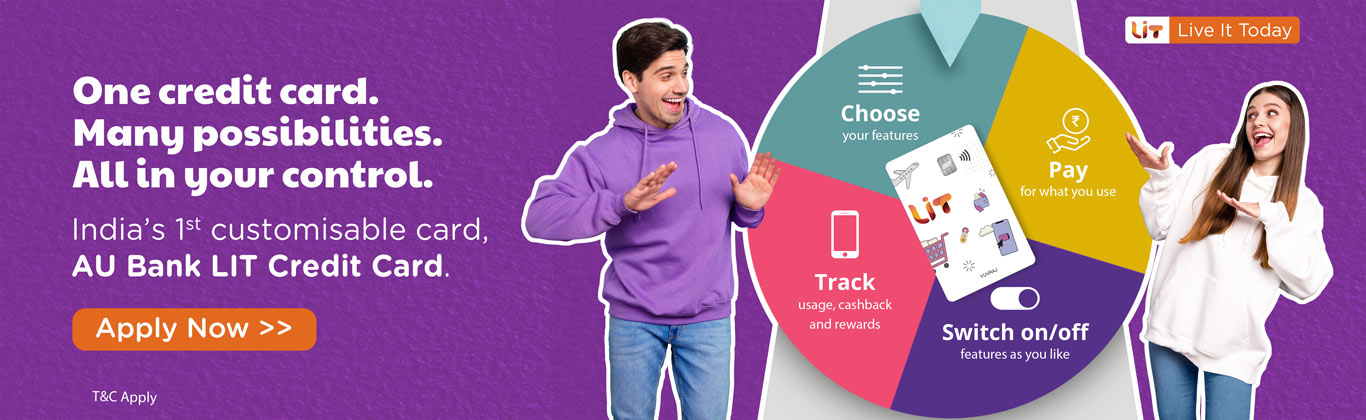 One credit card.
Many possibilities.
All in your control.
India's 1st customisable card,
AU Bank LIT Credit Card.
Apply Now >>
T&C Apply
Choose
your features
₹
Pay
for what you use
LIT
YUVRAJ
Track
usage, cashback
and rewards
Switch on/off
features as you like
LIT Live It Today